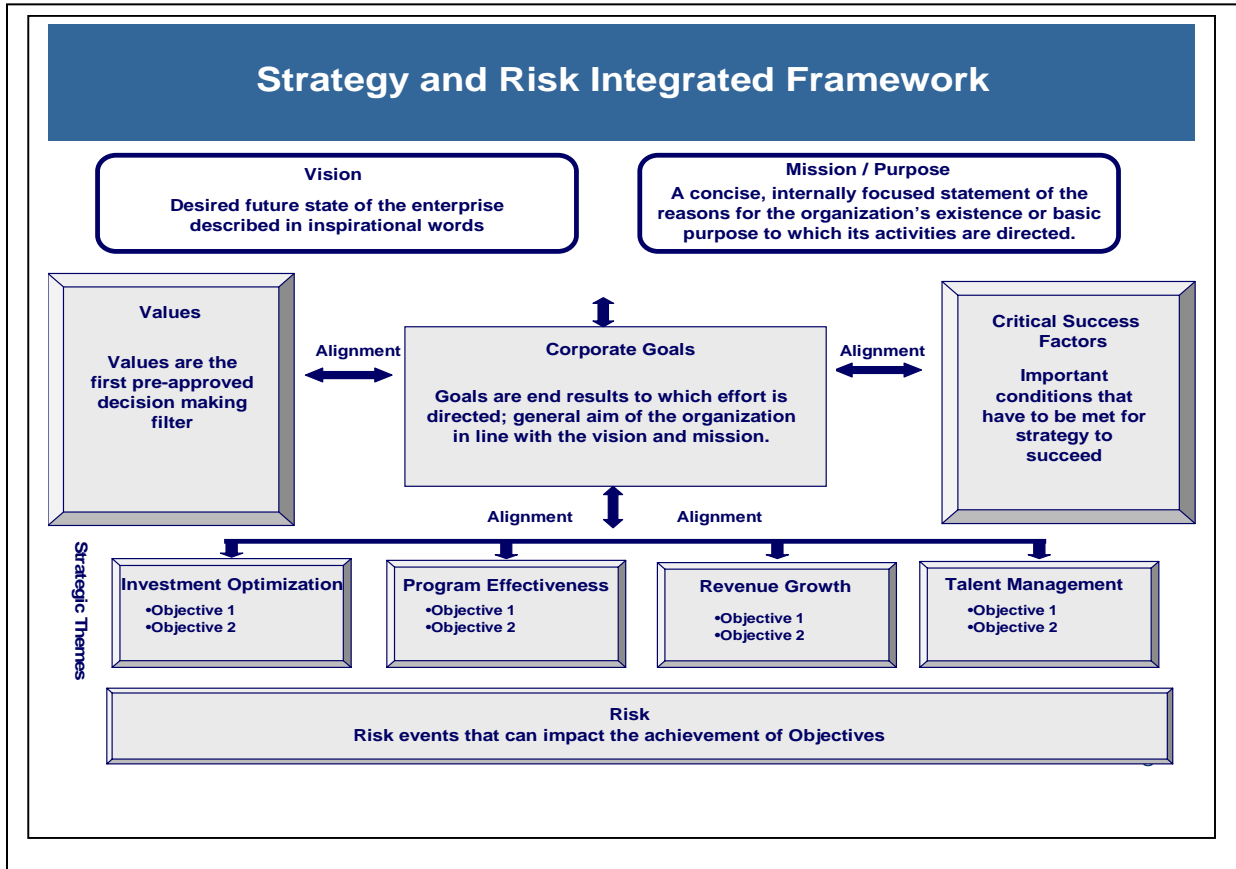 Strategy and Risk Integrated Framework
Vision
Desired future state of the enterprise
described in inspirational words
Mission / Purpose
A concise, internally focused statement of the
reasons for the organization’s existence or basic
purpose to which its activities are directed.
Values
Values are the
first pre-approved
decision making
filter
Alignment
Corporate Goals
Goals are end results to which effort is
directed; general aim of the organization
in line with the vision and mission.
Alignment
Critical Success
Factors
Important
conditions that
have to be met for
strategy to
succeed
Alignment
Alignment
Strategic Themes
Investment Optimization
•Objective 1
•Objective 2
Program Effectiveness
•Objective 1
•Objective 2
Revenue Growth
•Objective 1
•Objective 2
Talent Management
•Objective 1
•Objective 2
Risk
Risk events that can impact the achievement of Objectives